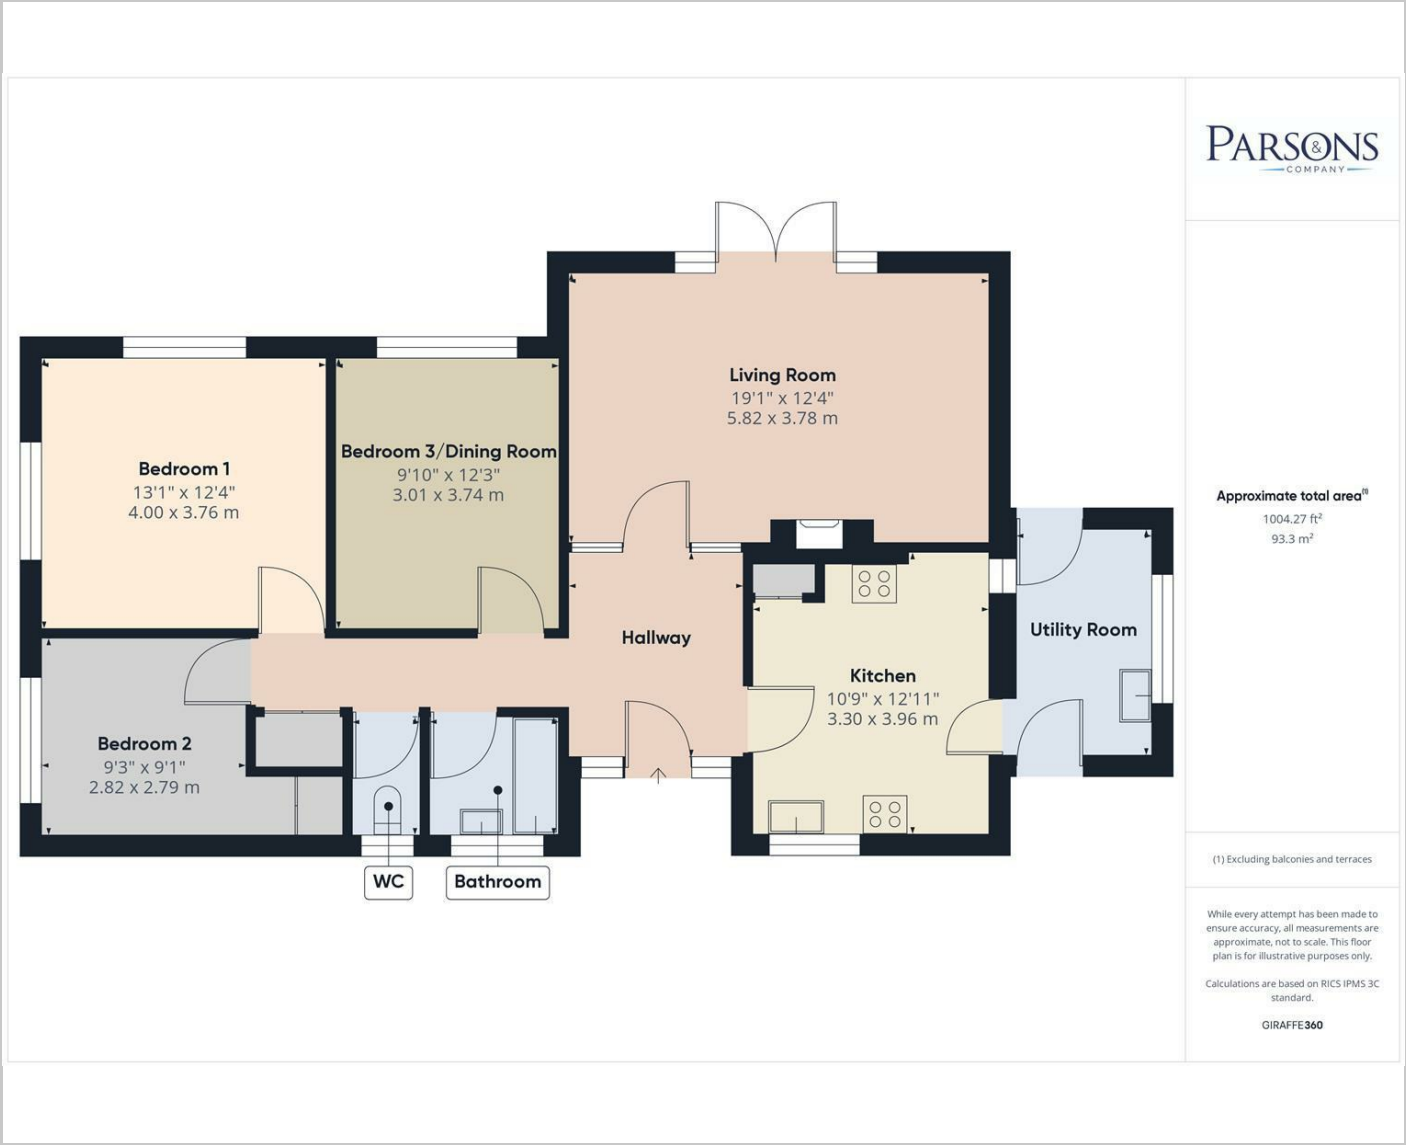 PARSONS
&
COMPANY
Living Room
19'1" x 12'4"
5.82 x 3.78 m
Bedroom 3/Dining Room
9'10" x 12'3"
3.01 x 3.74 m
Bedroom 1
13'1" x 12'4"
4.00 x 3.76 m
Approximate total area(1)
1004.27 ft²
93.3 m²
Hallway
Utility Room
Kitchen
10'9" x 12'11"
3.30 x 3.96 m
Bedroom 2
9'3" x 9'1"
2.82 x 2.79 m
WC
Bathroom
(1) Excluding balconies and terraces
While every attempt has been made to
ensure accuracy, all measurements are
approximate, not to scale. This floor
plan is for illustrative purposes only.
Calculations are based on RICS IPMS 3C
standard.
GIRAFFE360